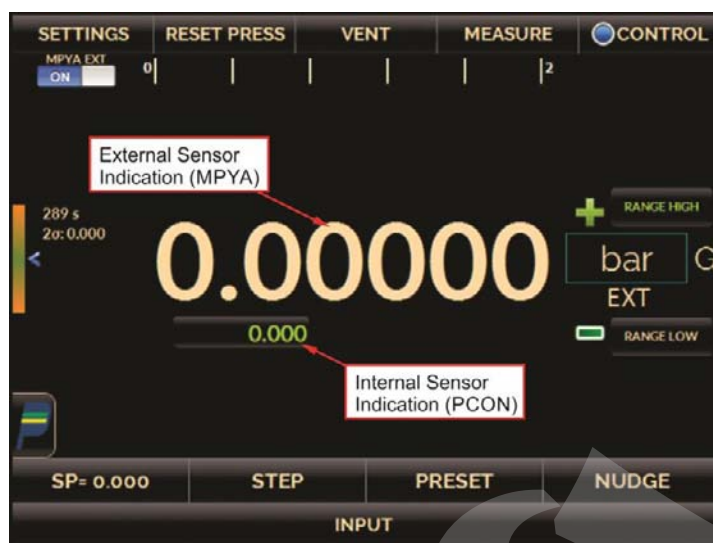 SETTINGS RESET PRESS VENT MEASURE CONTROL
MPYA EXT
ON
0 2
External Sensor
Indication (MPYA)
289 s
2σ: 0.000
<
0.00000
RANGE HIGH
bar G
EXT
RANGE LOW
0.000
Internal Sensor
Indication (PCON)
SP= 0.000 STEP PRESET NUDGE
INPUT